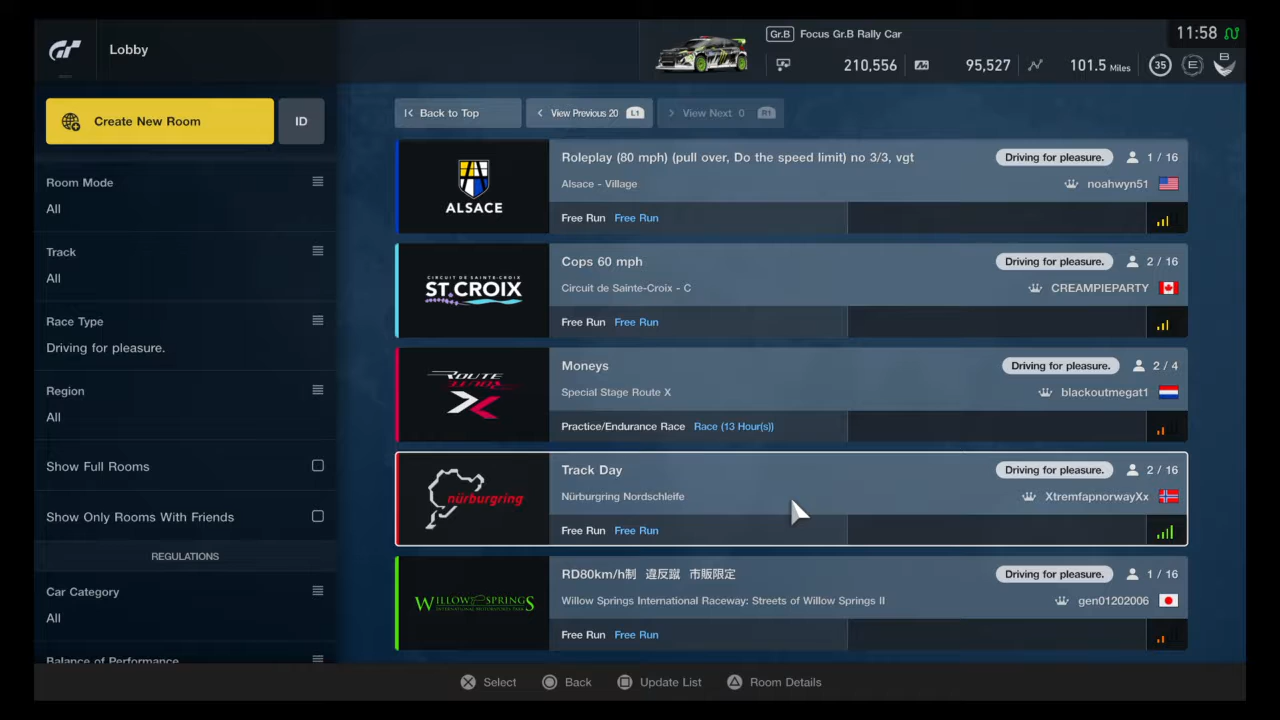 Lobby
Gr.B Focus Gr.B Rally Car
11:58
210,556 95,527 101.5 Miles 35 E B
Create New Room
ID
Back to Top
View Previous 20 L1
View Next 0 R1
Room Mode
All
Track
All
Race Type
Driving for pleasure.
Region
All
Show Full Rooms
Show Only Rooms With Friends
REGULATIONS
Car Category
All
Balance of Performance
ALSACE
Roleplay (80 mph) (pull over, Do the speed limit) no 3/3, vgt
Driving for pleasure. 1 / 16
Alsace - Village
noahwyn51
Free Run Free Run
CIRCUIT DE SAINTE-CROIX
ST.CROIX
Cops 60 mph
Driving for pleasure. 2 / 16
Circuit de Sainte-Croix - C
CREAMPIEPARTY
Free Run Free Run
ROUTE
X
Moneys
Driving for pleasure. 2 / 4
Special Stage Route X
blackoutmegat1
Practice/Endurance Race Race (13 Hour(s))
nürburgring
Track Day
Driving for pleasure. 2 / 16
Nürburgring Nordschleife
XtremfapnorwayXx
Free Run Free Run
WILLOW SPRINGS
INTERNATIONAL MOTORSPORTS PARK
RD80km/h制 違反蹴 市販限定
Driving for pleasure. 1 / 16
Willow Springs International Raceway: Streets of Willow Springs II
gen01202006
Free Run Free Run
Select Back Update List Room Details